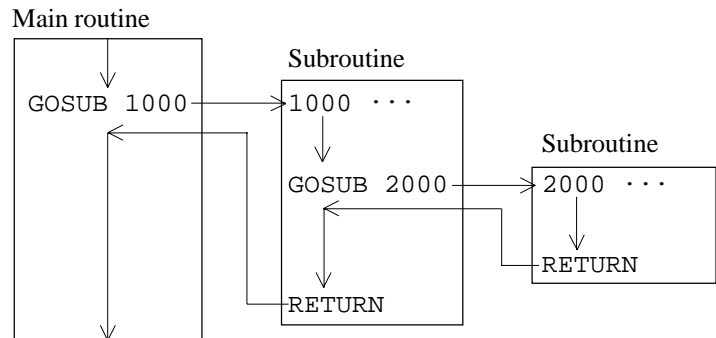 Main routine
Subroutine
GOSUB 1000
1000 ···
Subroutine
GOSUB 2000
2000 ···
RETURN
RETURN